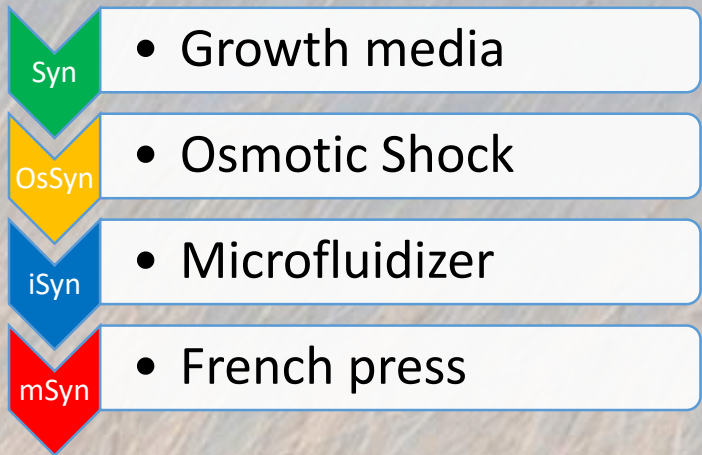 Syn
• Growth media
OsSyn
• Osmotic Shock
iSyn
• Microfluidizer
mSyn
• French press